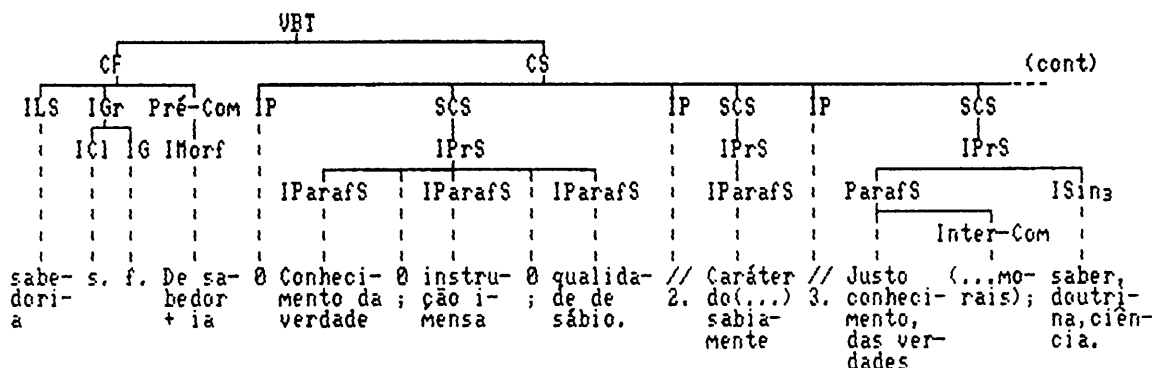 VBT
CF CS (cont)
ILS IGr Pré-Com IP SCS IP SCS IP SCS
ICl IG IMorf IPrS IPrS IPrS
IParafS IParafS IParafS IParafS ParafS ISin3
Inter-Com
sabe- s. f. De sa- 0 Conheci- 0 instru- 0 qualida- // Caráter // Justo (...mo- saber,
dori- bedor mento da ; ção i- ; de de 2. do(...) 3. conheci- rais); doutri-
a + ia verdade mensa sábio. sabia- mento, na,ciên-
mente das ver- cia.
dades